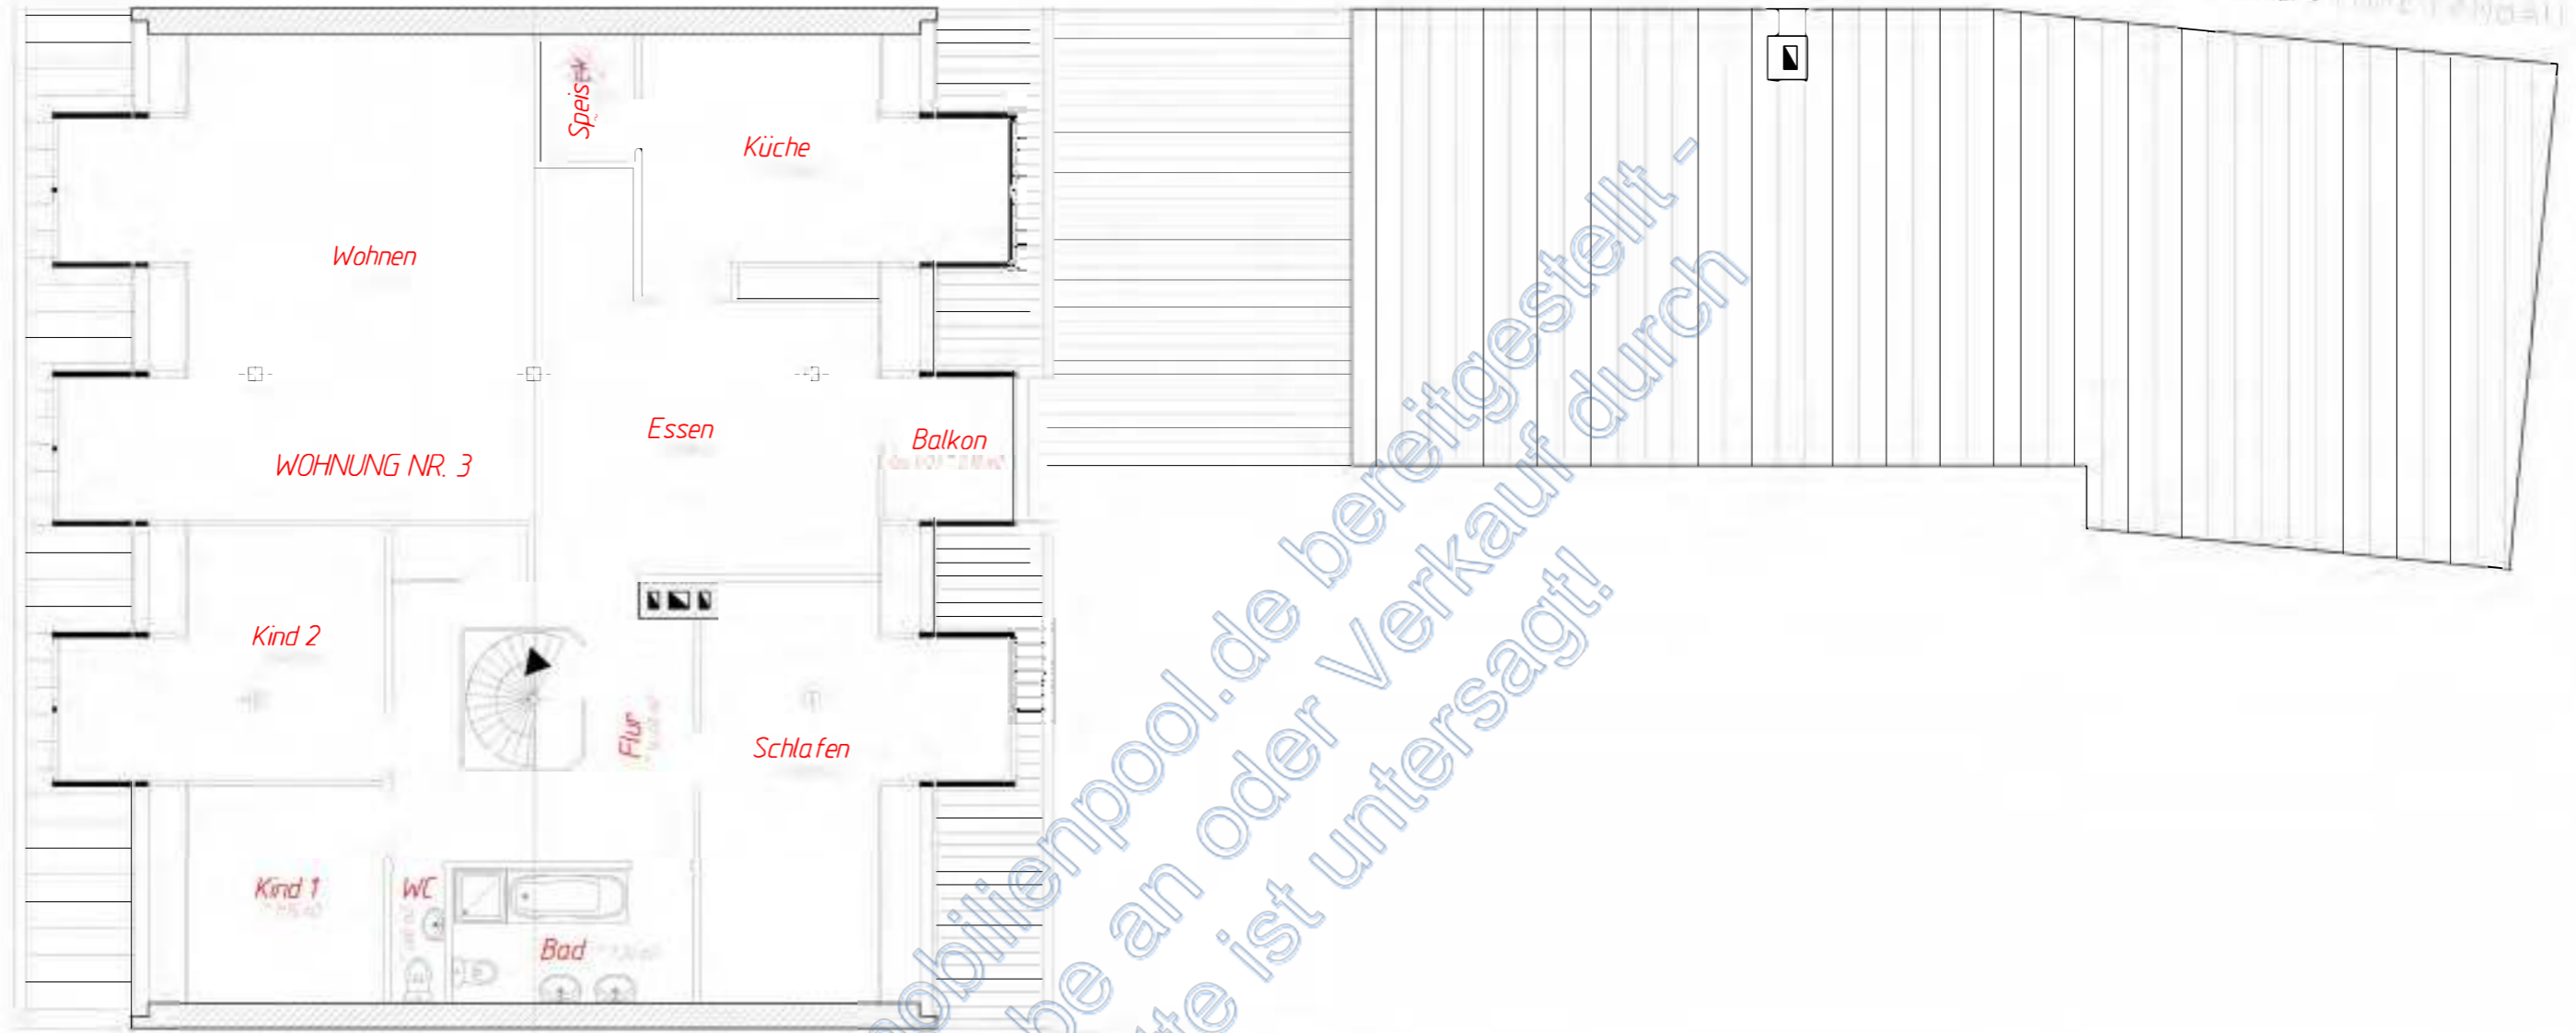 Speis
Küche
Wohnen
Essen
Balkon
WOHNUNG NR. 3
Kind 2
Flur
Schlafen
Kind 1
WC
Bad
mobilienpool.de bereitgestellt -
be an oder Verkauf durch
ist untersagt!